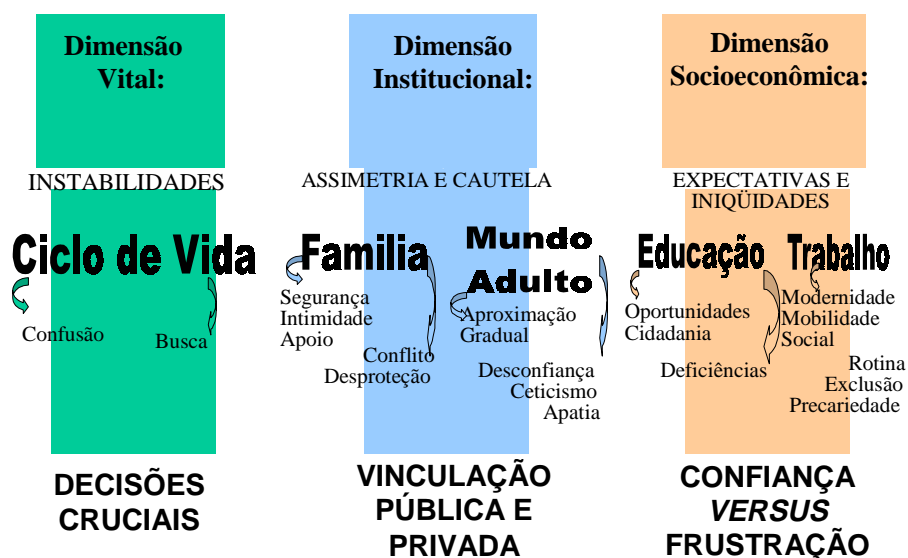 Dimensão
Vital:
INSTABILIDADES
Ciclo de Vida
Confusão
Busca
DECISÕES
CRUCIAIS
Dimensão
Institucional:
ASSIMETRIA E CAUTELA
Familia
Segurança
Intimidade
Apoio
Conflito
Desproteção
Mundo
Adulto
Aproximação
Gradual
Desconfiança
Ceticismo
Apatia
VINCULAÇÃO
PÚBLICA E
PRIVADA
Dimensão
Socioeconômica:
EXPECTATIVAS E
INIQÜIDADES
Educação
Oportunidades
Cidadania
Deficiências
Trabalho
Modernidade
Mobilidade
Social
Rotina
Exclusão
Precariedade
CONFIANÇA
VERSUS
FRUSTRAÇÃO